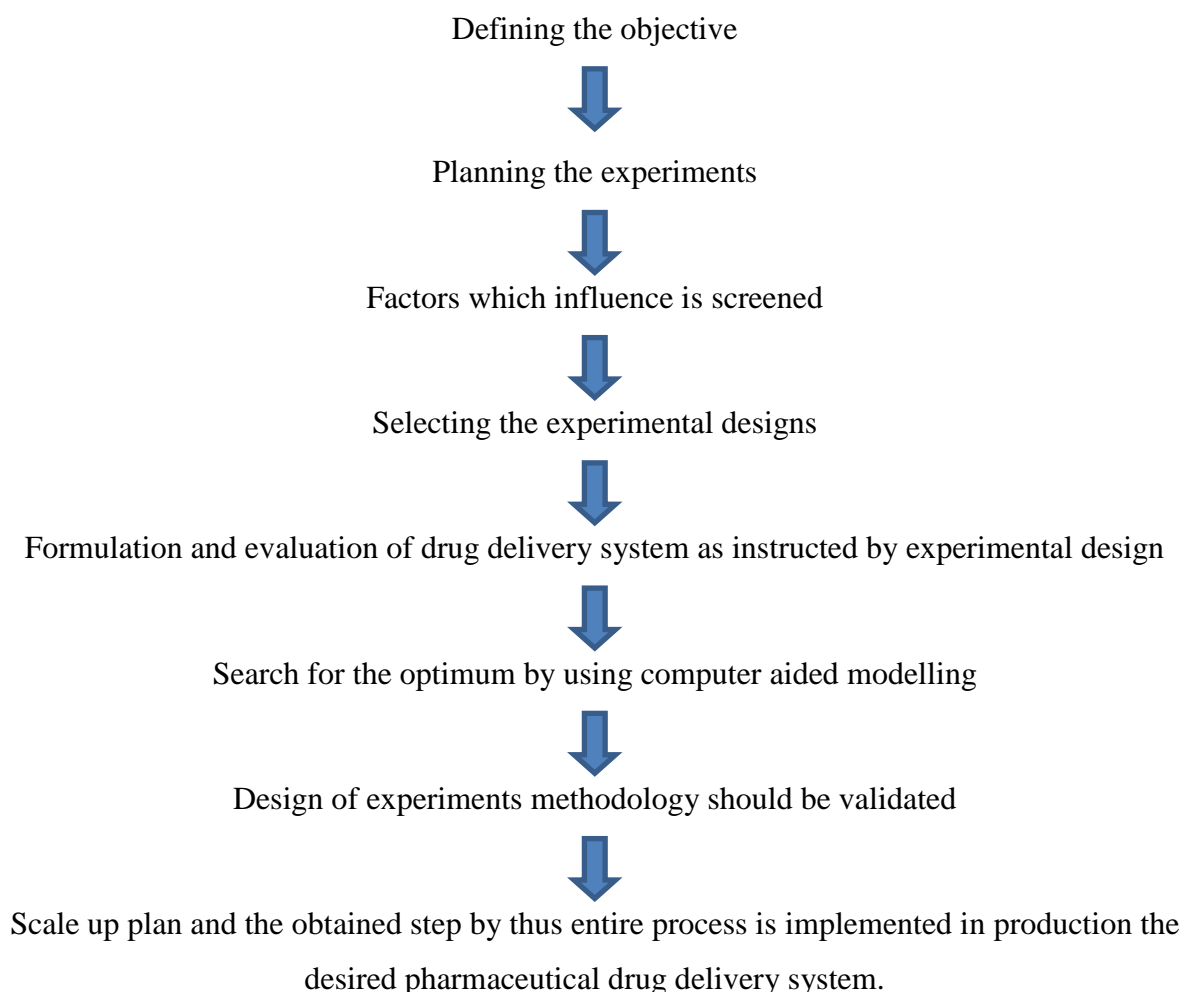 Defining the objective
Planning the experiments
Factors which influence is screened
Selecting the experimental designs
Formulation and evaluation of drug delivery system as instructed by experimental design
Search for the optimum by using computer aided modelling
Design of experiments methodology should be validated
Scale up plan and the obtained step by thus entire process is implemented in production the
desired pharmaceutical drug delivery system.